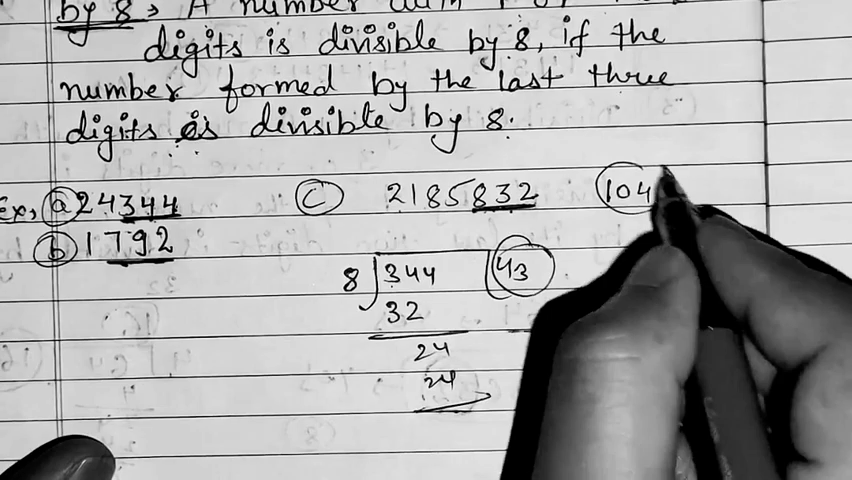 by 8, A number
digits is divisible by 8, if the
number formed by the last three
digits is divisible by 8.
Ex, a 24344 C 2185832 104
b 1792
8 344 43
32
24
24